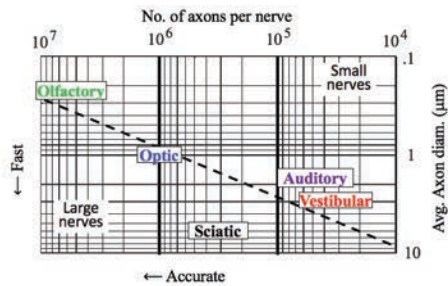 No. of axons per nerve
10⁷ 10⁶ 10⁵ 10⁴
.1
Olfactory
Small
nerves
← Fast
Optic
1
Avg. Axon diam. (μm)
Auditory
Vestibular
Large
nerves
Sciatic
10
← Accurate